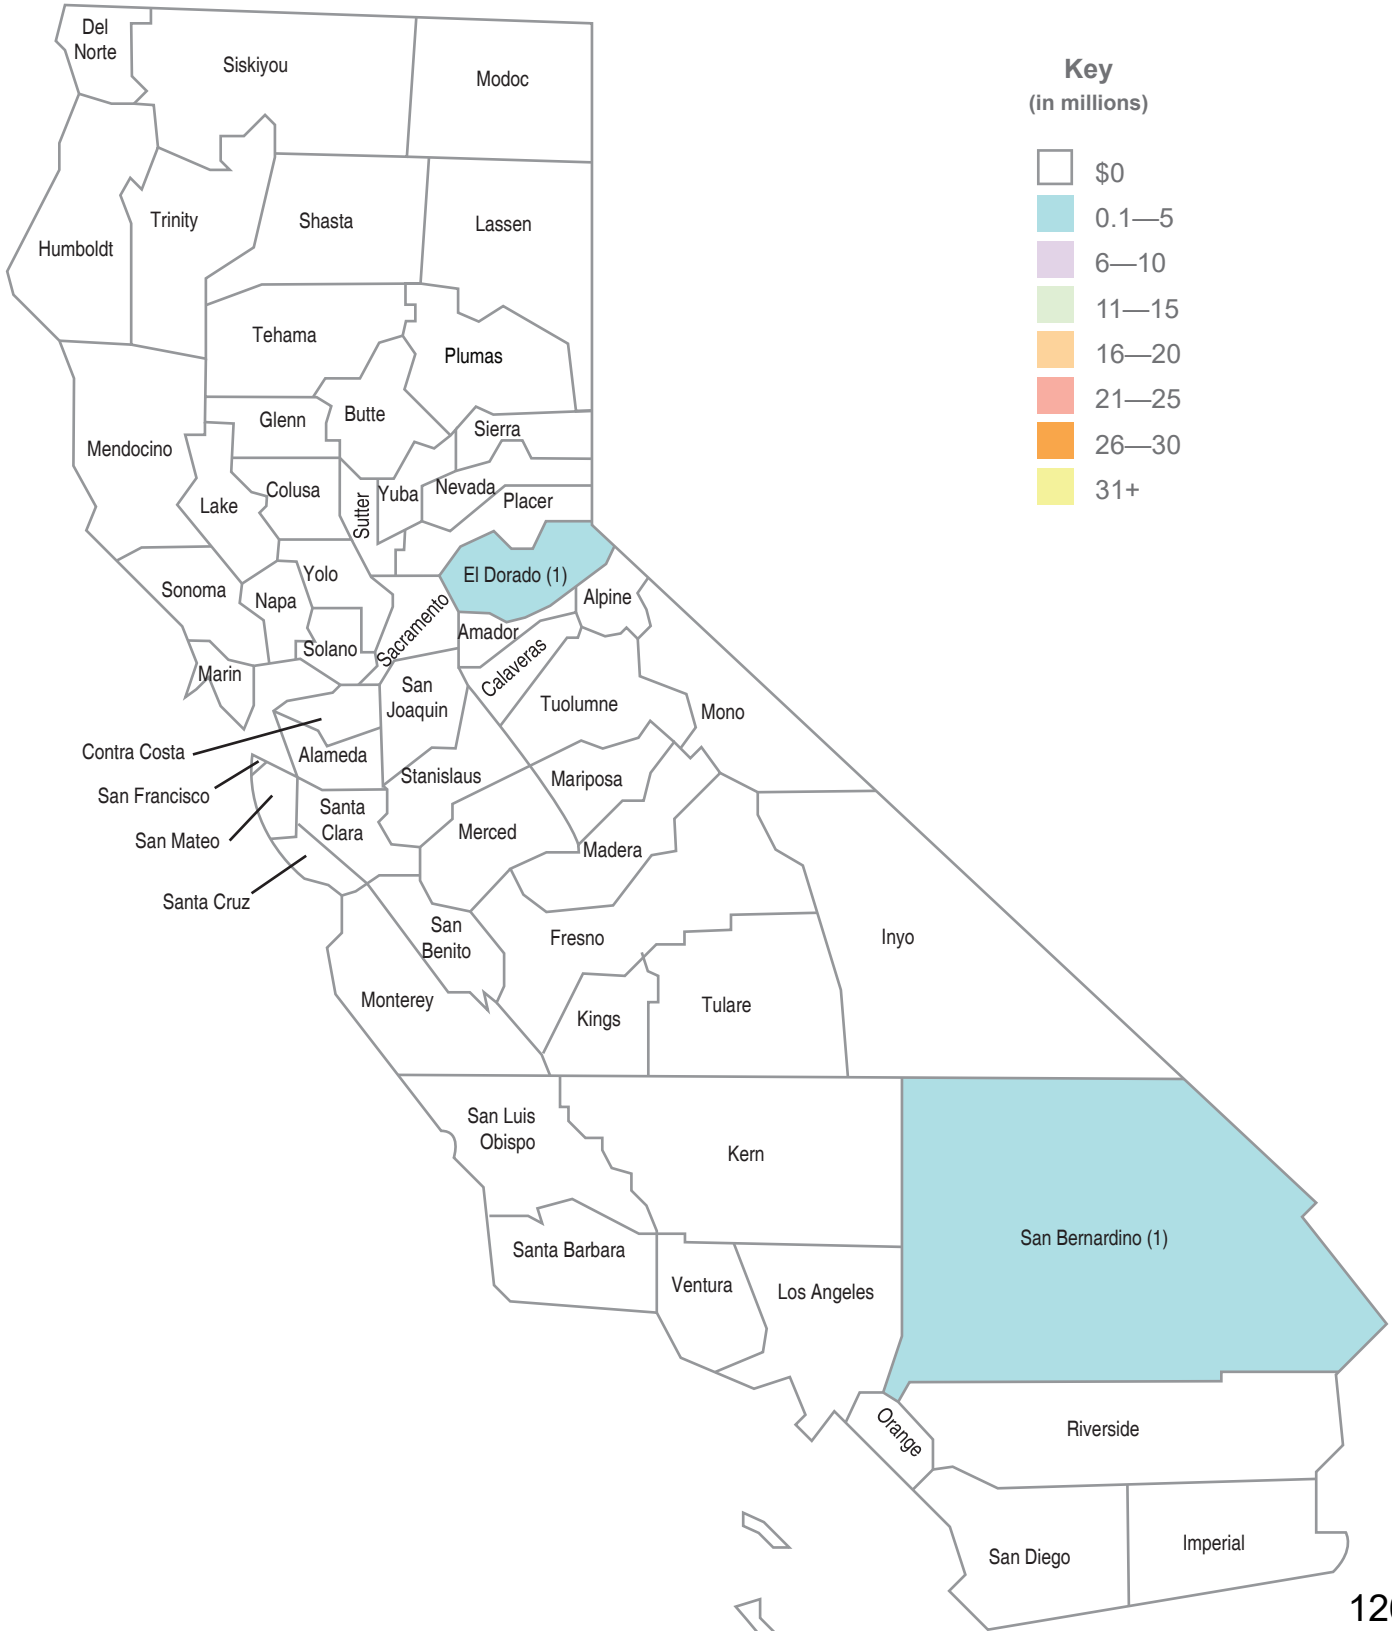 Del
Norte
Siskiyou
Modoc
Key
(in millions)
$0
0.1—5
6—10
11—15
16—20
21—25
26—30
31+
Humboldt
Trinity
Shasta
Lassen
Tehama
Plumas
Mendocino
Glenn
Butte
Sierra
Lake
Colusa
Sutter
Yuba
Nevada
Placer
Sonoma
Napa
Yolo
El Dorado (1)
Alpine
Sacramento
Amador
Solano
Calaveras
Marin
San
Joaquin
Tuolumne
Mono
Contra Costa
Alameda
Stanislaus
Mariposa
San Francisco
Santa
Clara
San Mateo
Merced
Madera
Santa Cruz
San
Benito
Fresno
Inyo
Monterey
Kings
Tulare
San Luis
Obispo
Kern
San Bernardino (1)
Santa Barbara
Ventura
Los Angeles
Orange
Riverside
San Diego
Imperial